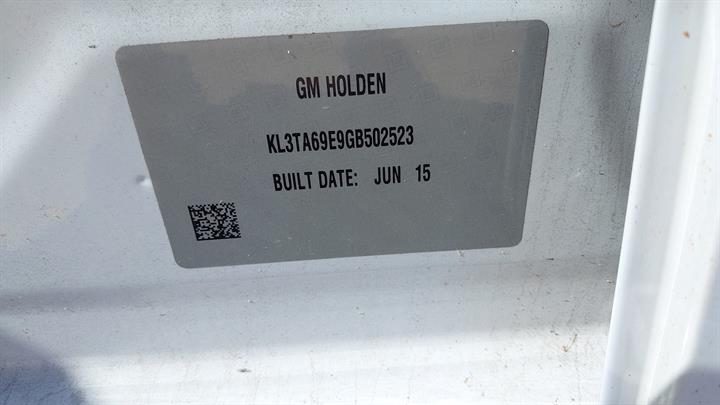 GM HOLDEN
KL3TA69E9GB502523
BUILT DATE: JUN 15